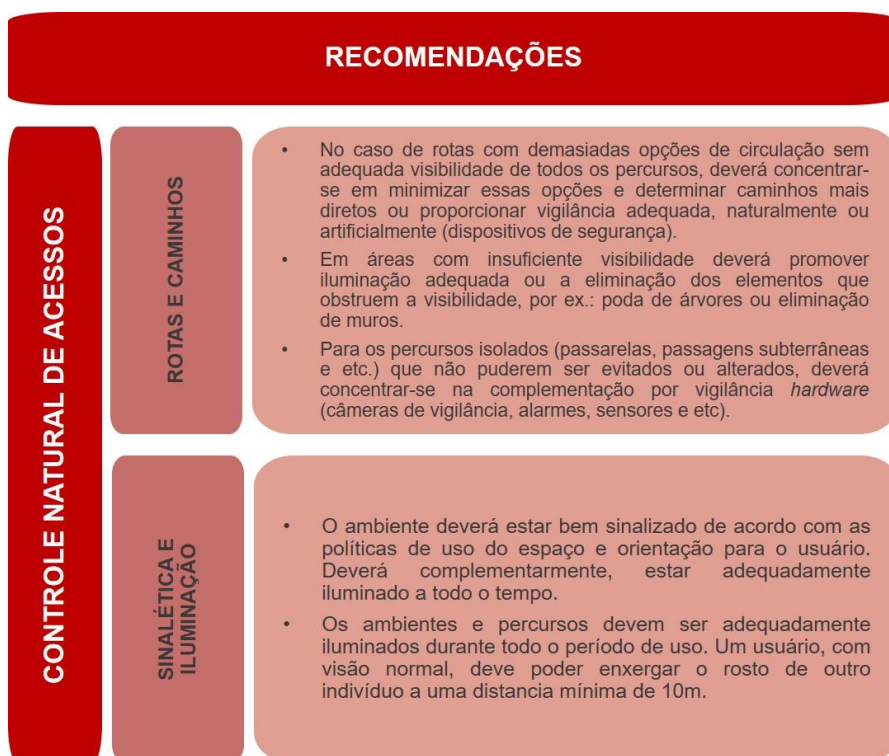 RECOMENDAÇÕES
CONTROLE NATURAL DE ACESSOS
ROTAS E CAMINHOS
• No caso de rotas com demasiadas opções de circulação sem
adequada visibilidade de todos os percursos, deverá concentrar-
se em minimizar essas opções e determinar caminhos mais
diretos ou proporcionar vigilância adequada, naturalmente ou
artificialmente (dispositivos de segurança).
• Em áreas com insuficiente visibilidade deverá promover
iluminação adequada ou a eliminação dos elementos que
obstruem a visibilidade, por ex.: poda de árvores ou eliminação
de muros.
• Para os percursos isolados (passarelas, passagens subterrâneas
e etc.) que não puderem ser evitados ou alterados, deverá
concentrar-se na complementação por vigilância hardware
(câmeras de vigilância, alarmes, sensores e etc).
SINALÉTICA E
ILUMINAÇÃO
• O ambiente deverá estar bem sinalizado de acordo com as
políticas de uso do espaço e orientação para o usuário.
Deverá complementarmente, estar adequadamente
iluminado a todo o tempo.
• Os ambientes e percursos devem ser adequadamente
iluminados durante todo o período de uso. Um usuário, com
visão normal, deve poder enxergar o rosto de outro
indivíduo a uma distancia mínima de 10m.